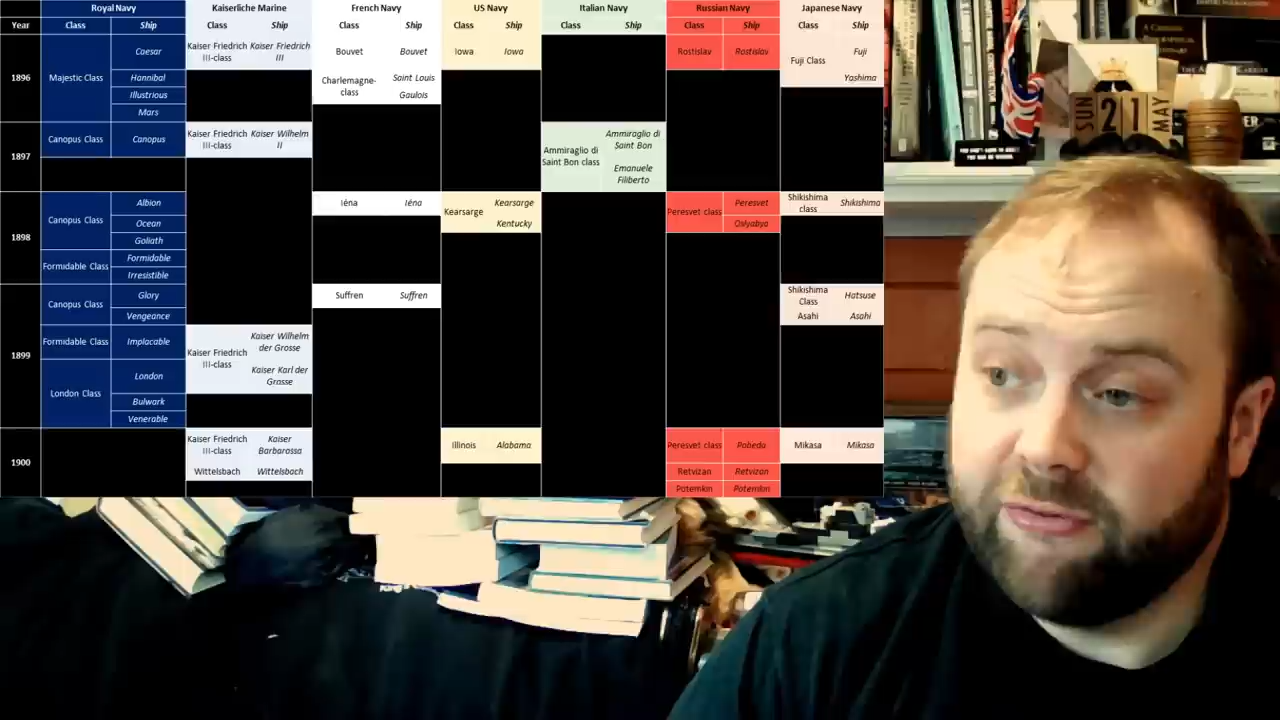 Royal Navy Kaiserliche Marine French Navy US Navy Italian Navy Russian Navy Japanese Navy
Year Class Ship Class Ship Class Ship Class Ship Class Ship Class Ship Class Ship
1896
Majestic Class
Caesar
Hannibal
Illustrious
Mars
Kaiser Friedrich
III-class
Kaiser Friedrich
III
Bouvet Bouvet
Charlemagne-
class
Saint Louis
Gaulois
Iowa Iowa
Rostislav Rostislav
Fuji Class
Fuji
Yashima
1897
Canopus Class Canopus
Kaiser Friedrich
III-class
Kaiser Wilhelm
II
Ammiraglio di
Saint Bon class
Ammiraglio di
Saint Bon
Emanuele
Filiberto
1898
Canopus Class
Albion
Ocean
Goliath
Formidable Class
Formidable
Irresistible
Iéna Iéna
Kearsarge
Kearsarge
Kentucky
Peresvet class
Peresvet
Oslyabya
Shikishima
class
Shikishima
1899
Canopus Class
Glory
Vengeance
Formidable Class Implacable
London Class
London
Bulwark
Venerable
Kaiser Friedrich
III-class
Kaiser Wilhelm
der Grosse
Kaiser Karl der
Grosse
Suffren Suffren
Shikishima
Class
Hatsuse
Asahi Asahi
1900
Kaiser Friedrich
III-class
Kaiser
Barbarossa
Wittelsbach Wittelsbach
Illinois Alabama
Peresvet class Pobeda
Retvizan Retvizan
Potemkin Potemkin
Mikasa Mikasa
SUN 21 MAY